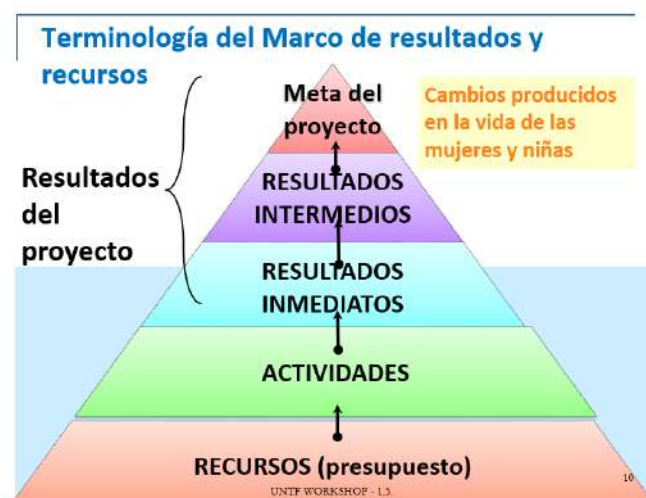 Terminología del Marco de resultados y
recursos
Meta del
proyecto
Cambios producidos
en la vida de las
mujeres y niñas
Resultados
del
proyecto
RESULTADOS
INTERMEDIOS
RESULTADOS
INMEDIATOS
ACTIVIDADES
RECURSOS (presupuesto)
UNTF WORKSHOP - 1.5.
10